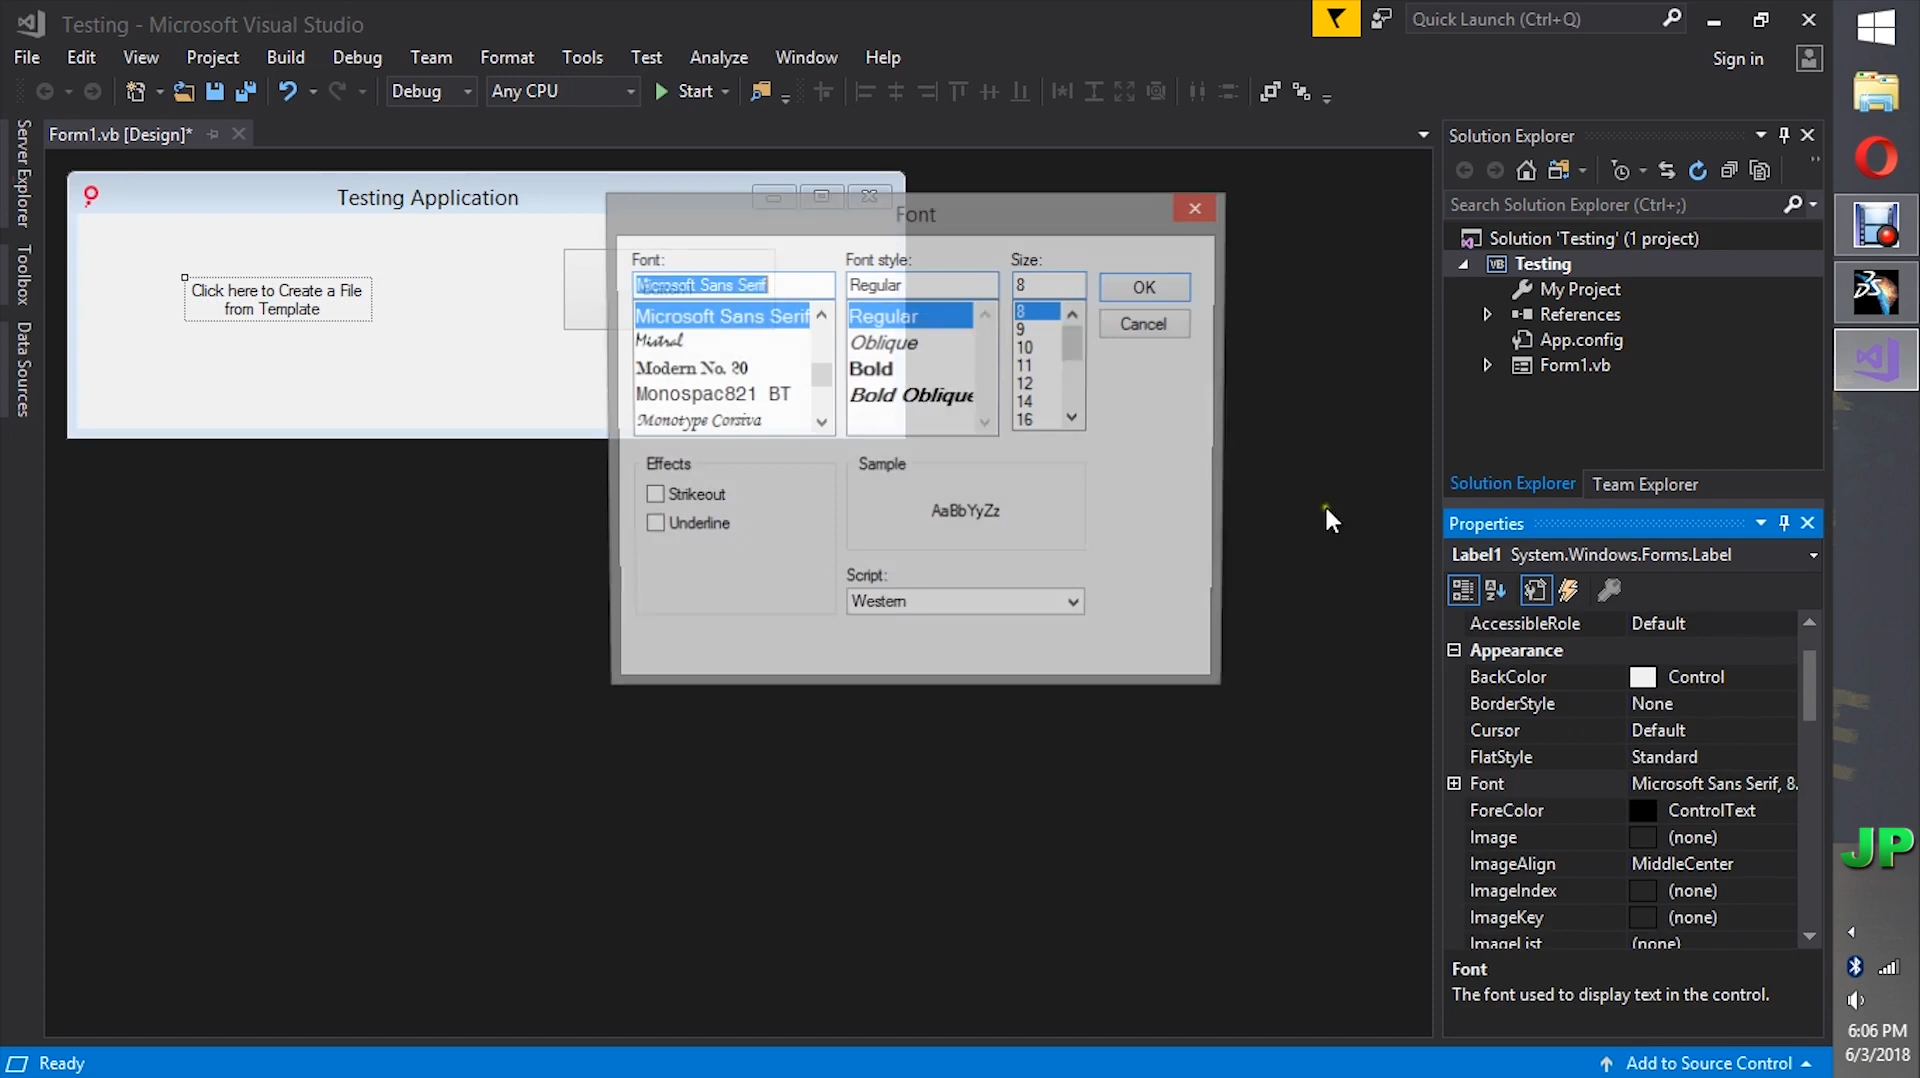 Testing - Microsoft Visual Studio
Quick Launch (Ctrl+Q)
File Edit View Project Build Debug Team Format Tools Test Analyze Window Help
Sign in
Debug Any CPU Start
Server Explorer
Toolbox
Data Sources
Form1.vb [Design]*
Testing Application
Click here to Create a File
from Template
Font
Font:
Microsoft Sans Serif
Microsoft Sans Serif
Mistral
Modern No. 20
Monospac821 BT
Monotype Corsiva
Font style:
Regular
Regular
Oblique
Bold
Bold Oblique
Size:
8
8
9
10
11
12
14
16
OK
Cancel
Effects
Strikeout
Underline
Sample
AaBbYyZz
Script:
Western
Solution Explorer
Search Solution Explorer (Ctrl+;)
Solution 'Testing' (1 project)
VB Testing
My Project
References
App.config
Form1.vb
Solution Explorer Team Explorer
Properties
Label1 System.Windows.Forms.Label
AccessibleRole Default
Appearance
BackColor Control
BorderStyle None
Cursor Default
FlatStyle Standard
Font Microsoft Sans Serif, 8.
ForeColor ControlText
Image (none)
ImageAlign MiddleCenter
ImageIndex (none)
ImageKey (none)
ImageList (none)
Font
The font used to display text in the control.
JP
6:06 PM
6/3/2018
Ready
Add to Source Control